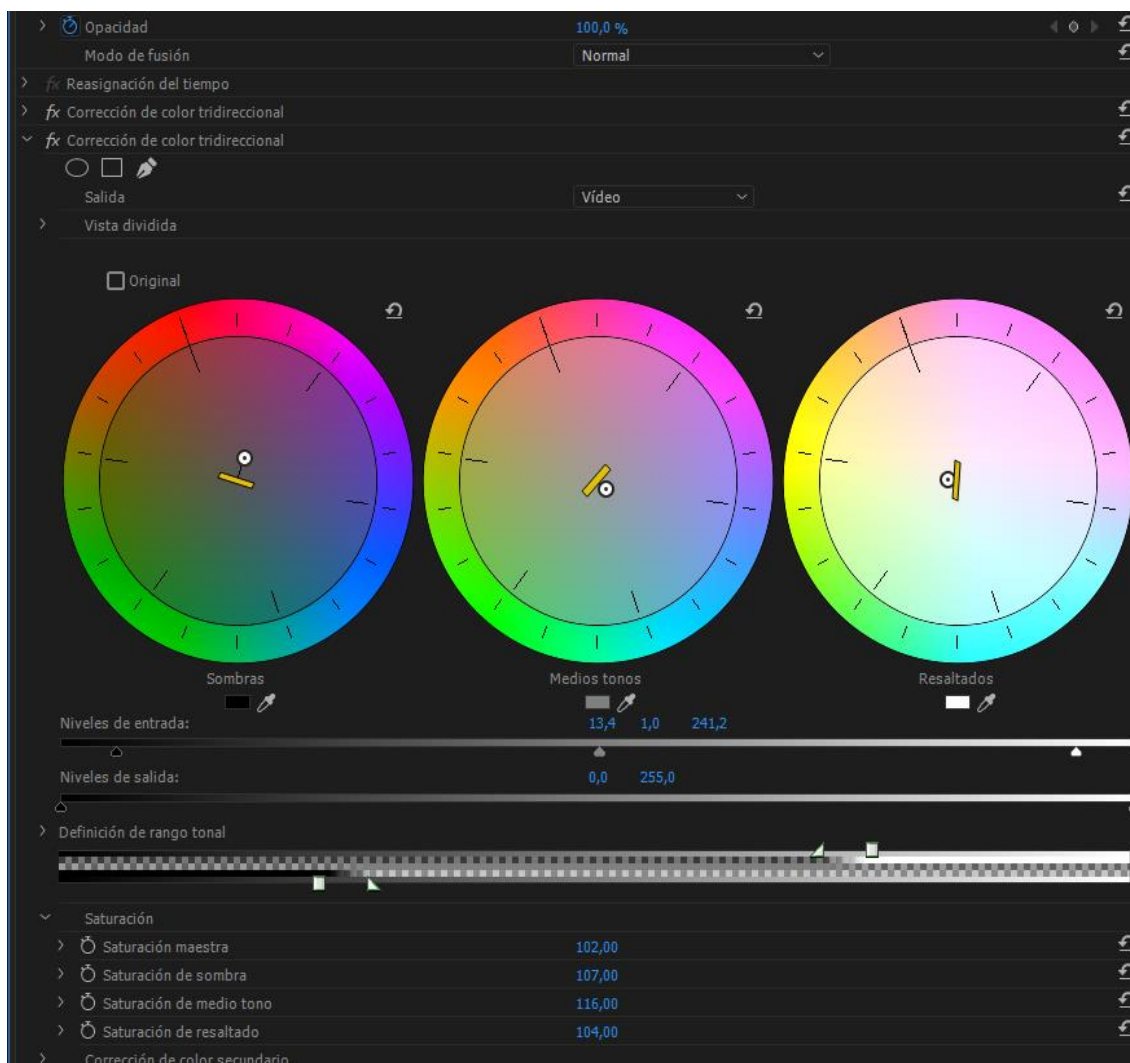 Opacidad 100,0 %
Modo de fusión Normal
fx Reasignación del tiempo
fx Corrección de color tridireccional
fx Corrección de color tridireccional
Salida Vídeo
Vista dividida
Original
Sombras Medios tonos Resaltados
Niveles de entrada: 13,4 1,0 241,2
Niveles de salida: 0,0 255,0
Definición de rango tonal
Saturación
Saturación maestra 102,00
Saturación de sombra 107,00
Saturación de medio tono 116,00
Saturación de resaltado 104,00
Corrección de color secundario